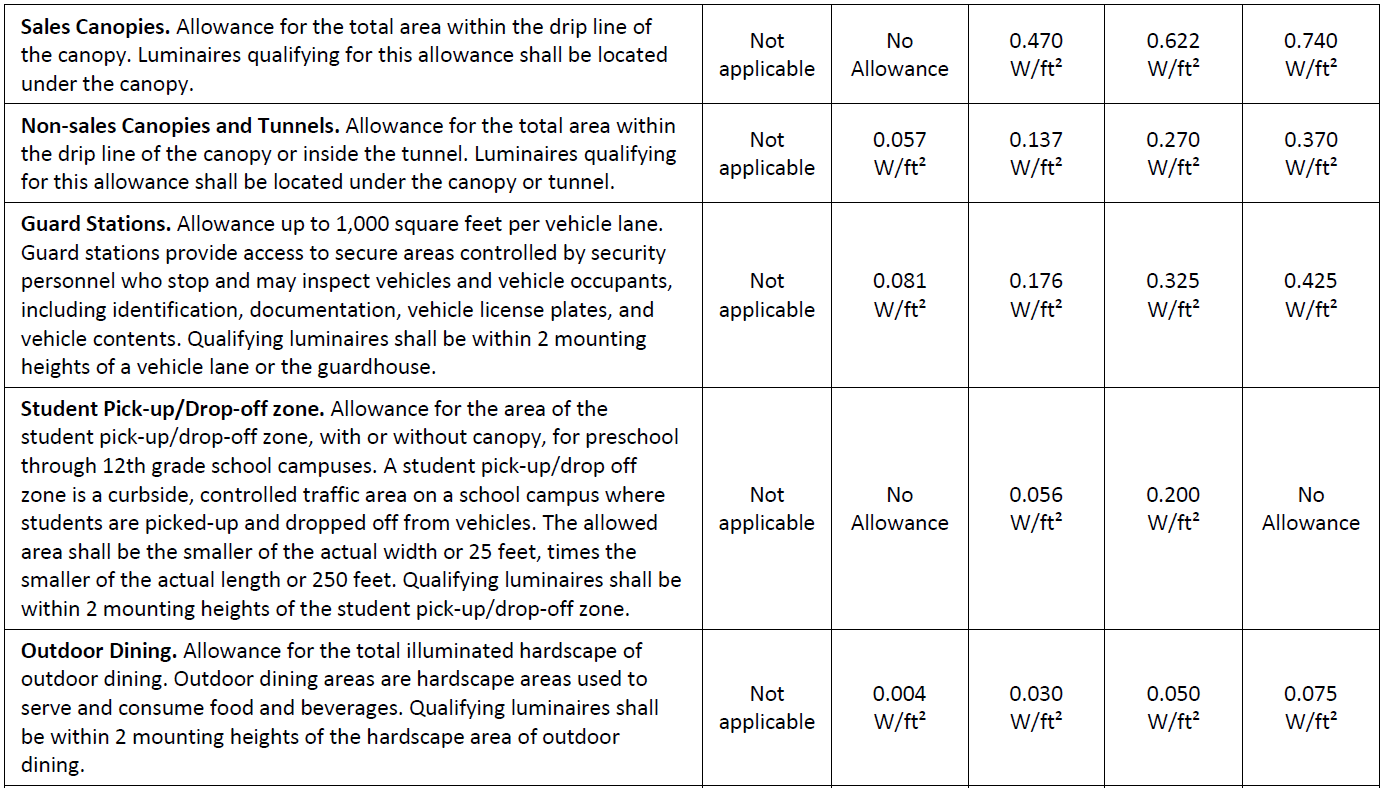 Sales Canopies. Allowance for the total area within the drip line of
the canopy. Luminaires qualifying for this allowance shall be located
under the canopy.
Not
applicable
No
Allowance
0.470
W/ft²
0.622
W/ft²
0.740
W/ft²
Non-sales Canopies and Tunnels. Allowance for the total area within
the drip line of the canopy or inside the tunnel. Luminaires qualifying
for this allowance shall be located under the canopy or tunnel.
Not
applicable
0.057
W/ft²
0.137
W/ft²
0.270
W/ft²
0.370
W/ft²
Guard Stations. Allowance up to 1,000 square feet per vehicle lane.
Guard stations provide access to secure areas controlled by security
personnel who stop and may inspect vehicles and vehicle occupants,
including identification, documentation, vehicle license plates, and
vehicle contents. Qualifying luminaires shall be within 2 mounting
heights of a vehicle lane or the guardhouse.
Not
applicable
0.081
W/ft²
0.176
W/ft²
0.325
W/ft²
0.425
W/ft²
Student Pick-up/Drop-off zone. Allowance for the area of the
student pick-up/drop-off zone, with or without canopy, for preschool
through 12th grade school campuses. A student pick-up/drop off
zone is a curbside, controlled traffic area on a school campus where
students are picked-up and dropped off from vehicles. The allowed
area shall be the smaller of the actual width or 25 feet, times the
smaller of the actual length or 250 feet. Qualifying luminaires shall be
within 2 mounting heights of the student pick-up/drop-off zone.
Not
applicable
No
Allowance
0.056
W/ft²
0.200
W/ft²
No
Allowance
Outdoor Dining. Allowance for the total illuminated hardscape of
outdoor dining. Outdoor dining areas are hardscape areas used to
serve and consume food and beverages. Qualifying luminaires shall
be within 2 mounting heights of the hardscape area of outdoor
dining.
Not
applicable
0.004
W/ft²
0.030
W/ft²
0.050
W/ft²
0.075
W/ft²